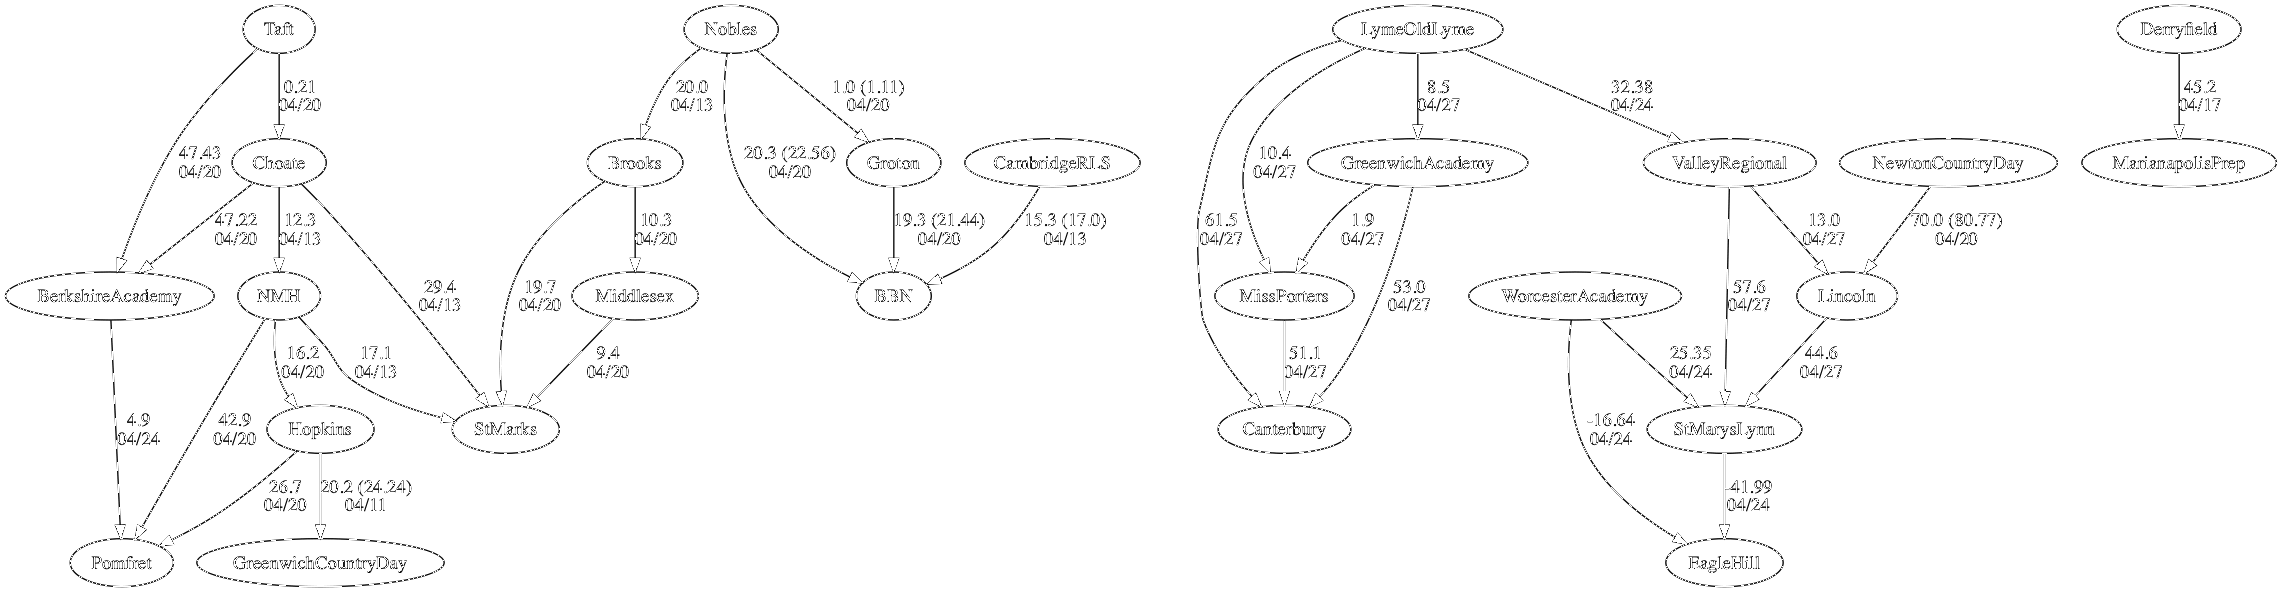 Taft
Nobles
LymeOldLyme
Derryfield
0.21
04/20
20.0
04/13
1.0 (1.11)
04/20
8.5
04/27
32.38
04/24
45.2
04/17
47.43
04/20
Choate
Brooks
20.3 (22.56)
04/20
Groton
CambridgeRLS
10.4
04/27
GreenwichAcademy
ValleyRegional
NewtonCountryDay
MarianapolisPrep
47.22
04/20
12.3
04/13
10.3
04/20
19.3 (21.44)
04/20
15.3 (17.0)
04/13
61.5
04/27
1.9
04/27
13.0
04/27
70.0 (80.77)
04/20
BerkshireAcademy
NMH
29.4
04/13
19.7
04/20
Middlesex
BBN
MissPorters
53.0
04/27
WorcesterAcademy
57.6
04/27
Lincoln
16.2
04/20
17.1
04/13
9.4
04/20
51.1
04/27
25.35
04/24
44.6
04/27
4.9
04/24
42.9
04/20
Hopkins
StMarks
Canterbury
-16.64
04/24
StMarysLynn
26.7
04/20
20.2 (24.24)
04/11
-41.99
04/24
Pomfret
GreenwichCountryDay
EagleHill